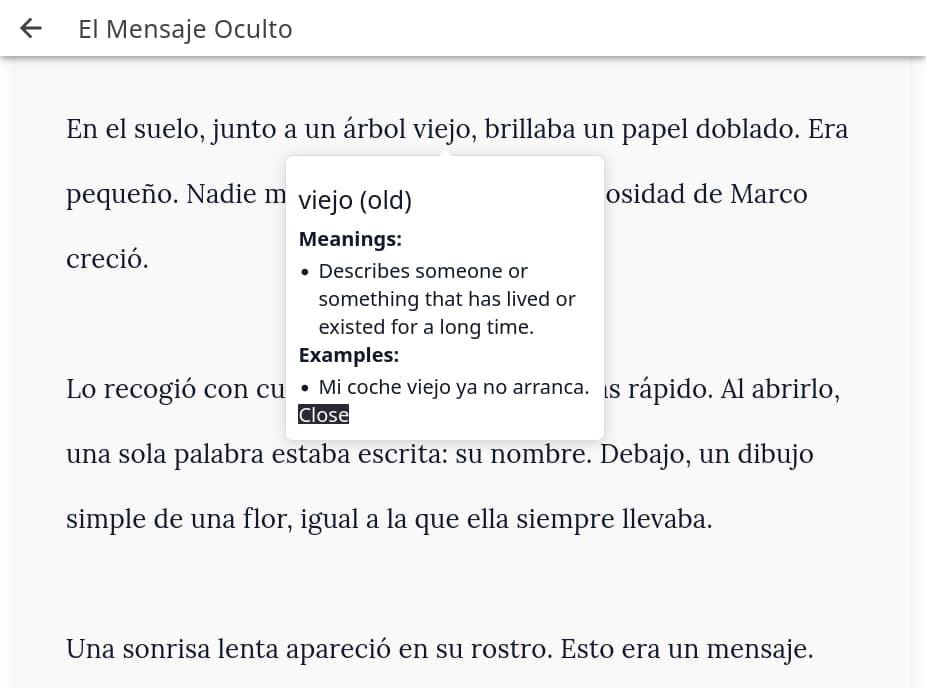 El Mensaje Oculto
En el suelo, junto a un árbol viejo, brillaba un papel doblado. Era
pequeño. Nadie m
osidad de Marco
creció.
viejo (old)
Meanings:
• Describes someone or
something that has lived or
existed for a long time.
Examples:
• Mi coche viejo ya no arranca.
Close
Lo recogió con cu
s rápido. Al abrirlo,
una sola palabra estaba escrita: su nombre. Debajo, un dibujo
simple de una flor, igual a la que ella siempre llevaba.
Una sonrisa lenta apareció en su rostro. Esto era un mensaje.